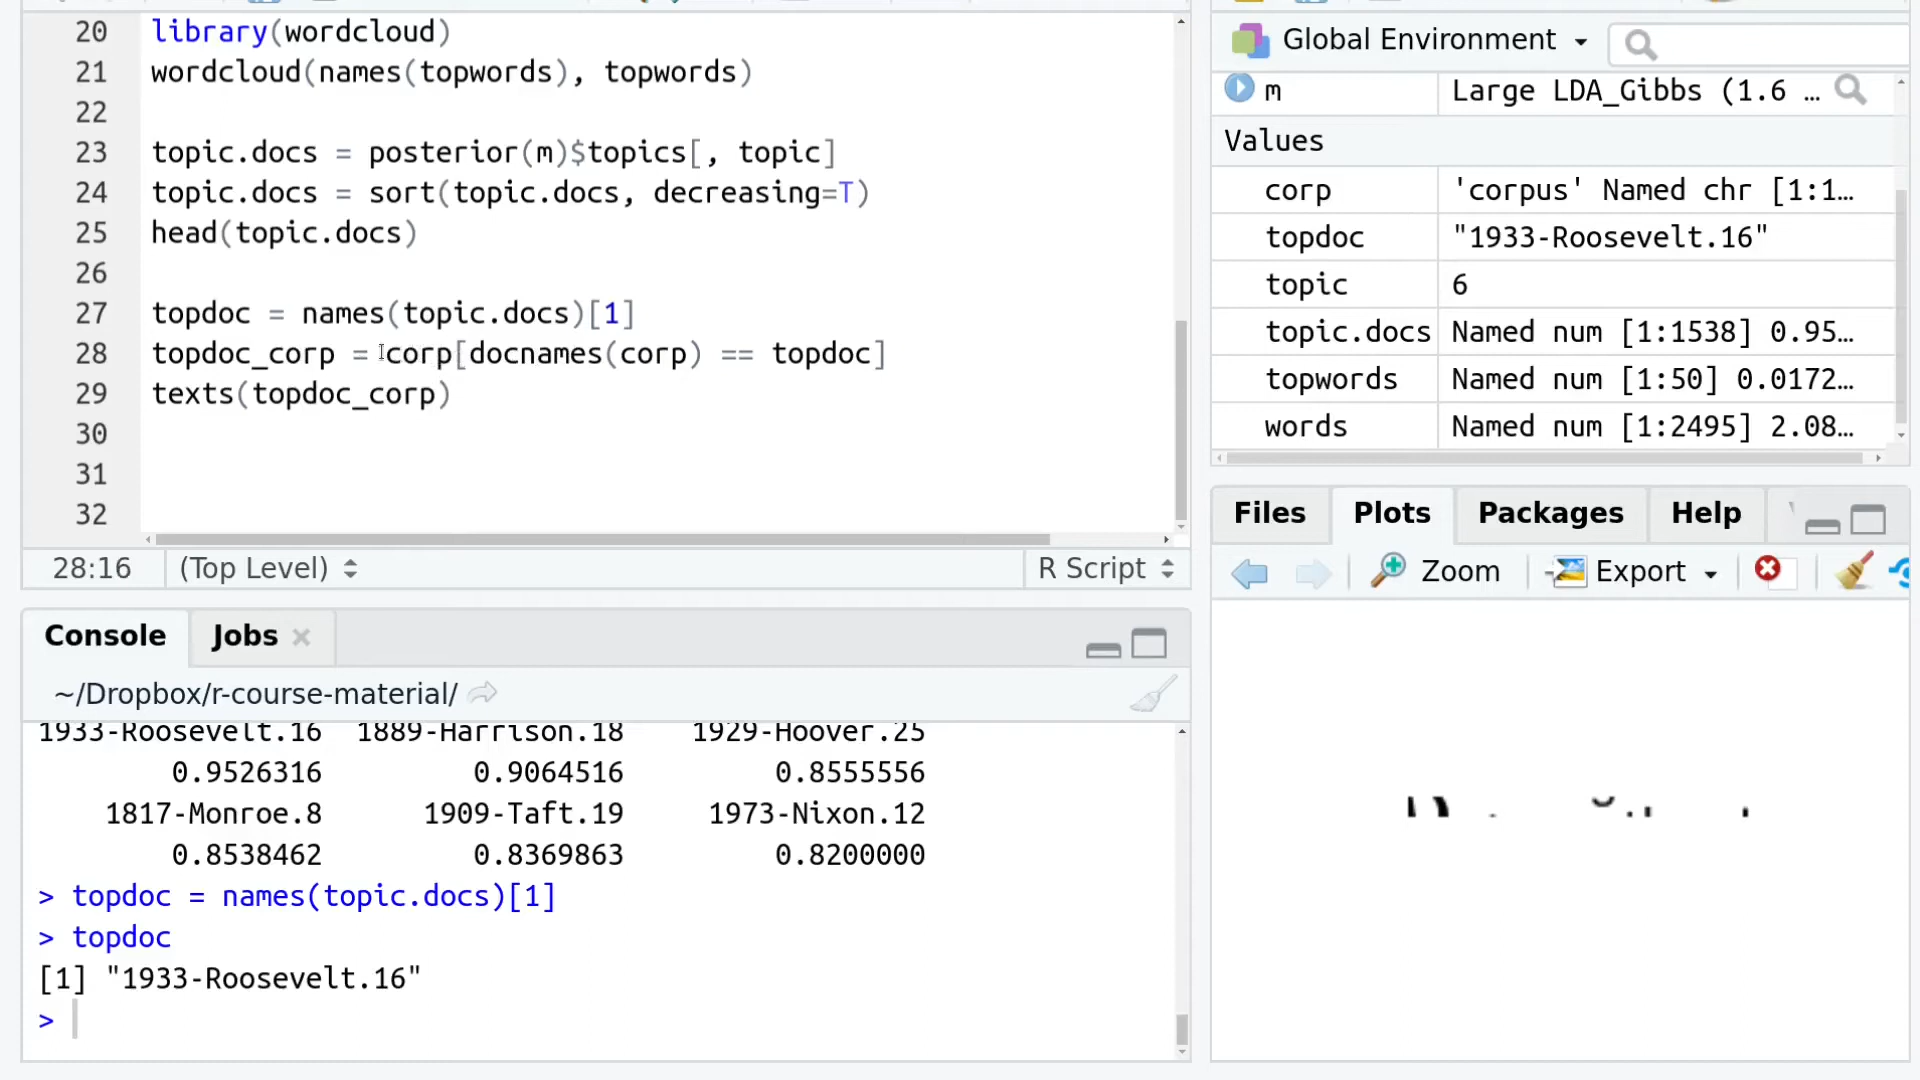 20 library(wordcloud)
21 wordcloud(names(topwords), topwords)
22
23 topic.docs = posterior(m)$topics[, topic]
24 topic.docs = sort(topic.docs, decreasing=T)
25 head(topic.docs)
26
27 topdoc = names(topic.docs)[1]
28 topdoc_corp = corp[docnames(corp) == topdoc]
29 texts(topdoc_corp)
30
31
32
28:16 (Top Level) R Script
Console Jobs
~/Dropbox/r-course-material/
1933-Roosevelt.16 1889-Harrison.18 1929-Hoover.25
0.9526316 0.9064516 0.8555556
1817-Monroe.8 1909-Taft.19 1973-Nixon.12
0.8538462 0.8369863 0.8200000
> topdoc = names(topic.docs)[1]
> topdoc
[1] "1933-Roosevelt.16"
>
Global Environment
m Large LDA_Gibbs (1.6 …
Values
corp 'corpus' Named chr [1:1…
topdoc "1933-Roosevelt.16"
topic 6
topic.docs Named num [1:1538] 0.95…
topwords Named num [1:50] 0.0172…
words Named num [1:2495] 2.08…
Files Plots Packages Help
Zoom Export